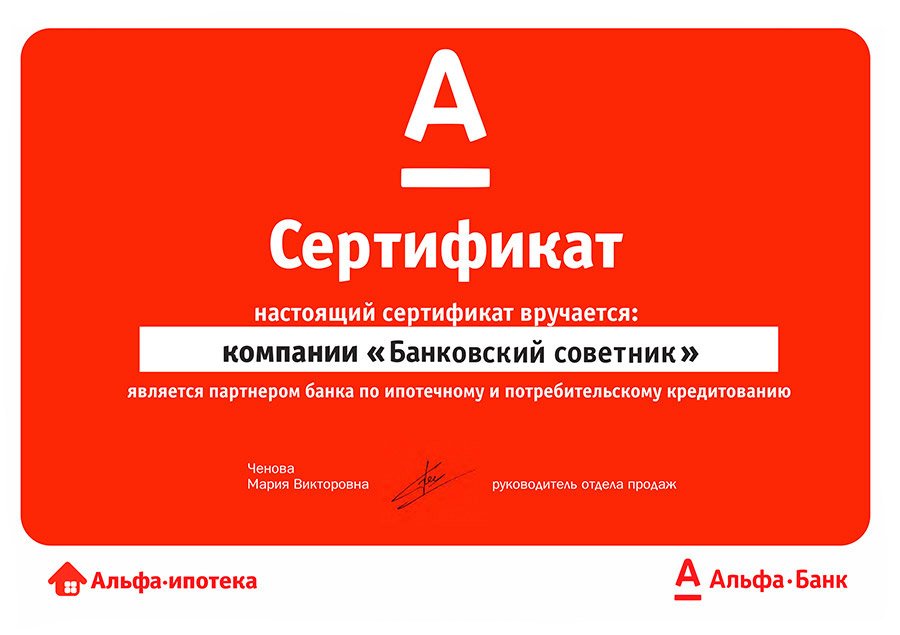 А
Сертификат
настоящий сертификат вручается:
компании «Банковский советник»
является партнером банка по ипотечному и потребительскому кредитованию
Ченова
Мария Викторовна
руководитель отдела продаж
Альфа·ипотека
А Альфа·Банк